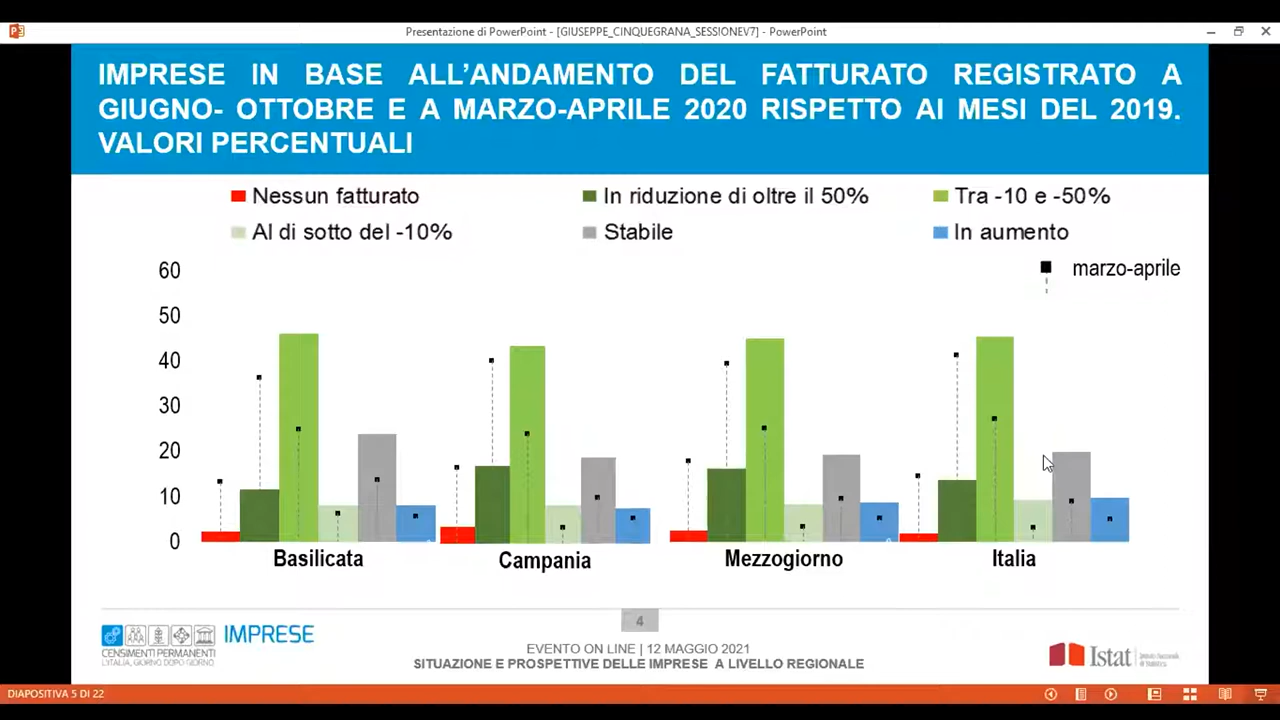 Presentazione di PowerPoint - [GIUSEPPE_CINQUEGRANA_SESSIONEV7] - PowerPoint
IMPRESE IN BASE ALL'ANDAMENTO DEL FATTURATO REGISTRATO A
GIUGNO- OTTOBRE E A MARZO-APRILE 2020 RISPETTO AI MESI DEL 2019.
VALORI PERCENTUALI
Nessun fatturato
In riduzione di oltre il 50%
Tra -10 e -50%
Al di sotto del -10%
Stabile
In aumento
marzo-aprile
60
50
40
30
20
10
0
Basilicata
Campania
Mezzogiorno
Italia
4
IMPRESE
CENSIMENTI PERMANENTI
L'ITALIA, GIORNO DOPO GIORNO
EVENTO ON LINE | 12 MAGGIO 2021
SITUAZIONE E PROSPETTIVE DELLE IMPRESE A LIVELLO REGIONALE
Istat
DIAPOSITIVA 5 DI 22